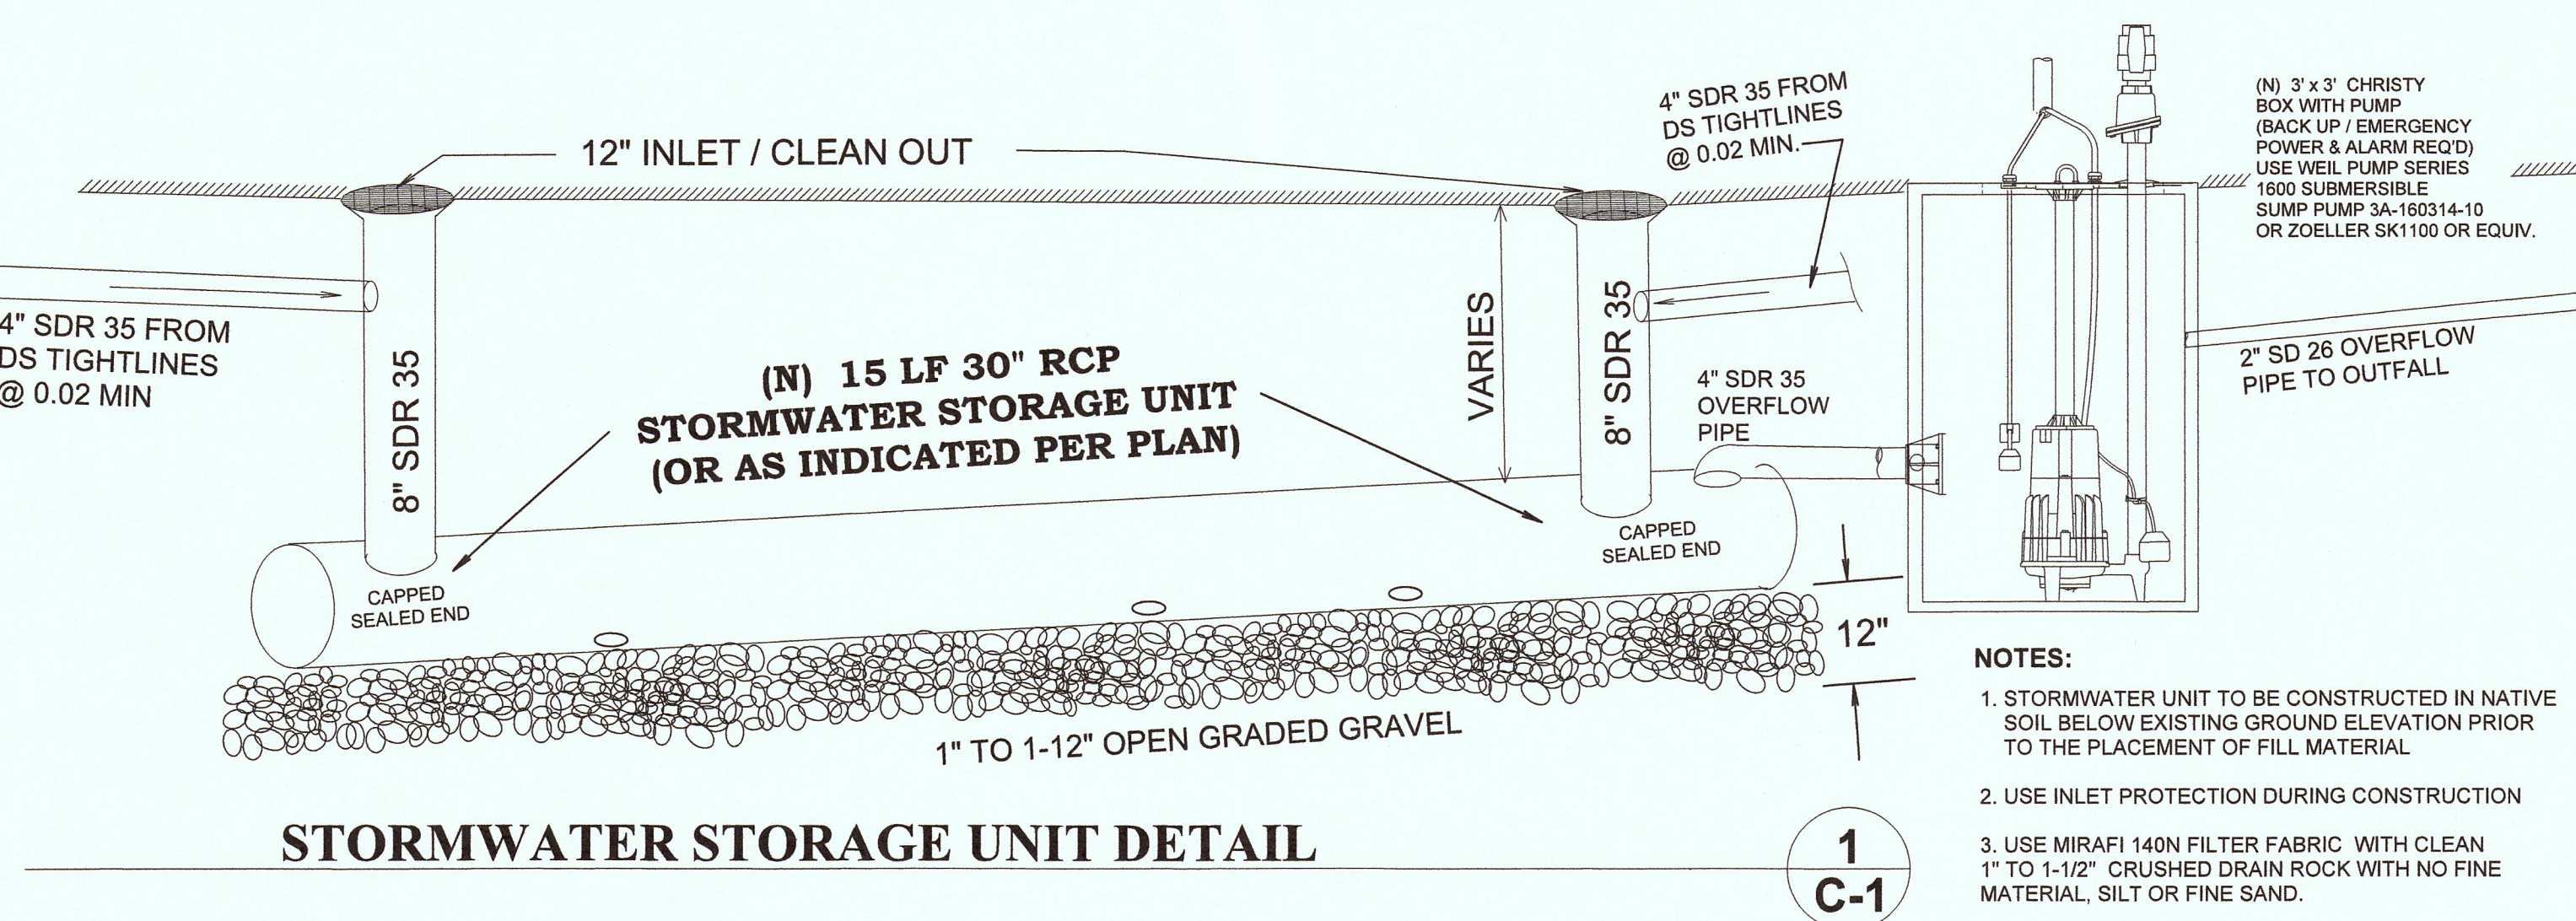 12" INLET / CLEAN OUT
4" SDR 35 FROM
DS TIGHTLINES
@ 0.02 MIN.
(N) 3' x 3' CHRISTY
BOX WITH PUMP
(BACK UP / EMERGENCY
POWER & ALARM REQ'D)
USE WEIL PUMP SERIES
1600 SUBMERSIBLE
SUMP PUMP 3A-160314-10
OR ZOELLER SK1100 OR EQUIV.
4" SDR 35 FROM
DS TIGHTLINES
@ 0.02 MIN
8" SDR 35
(N) 15 LF 30" RCP
STORMWATER STORAGE UNIT
(OR AS INDICATED PER PLAN)
VARIES
8" SDR 35
4" SDR 35
OVERFLOW
PIPE
2" SD 26 OVERFLOW
PIPE TO OUTFALL
CAPPED
SEALED END
CAPPED
SEALED END
12"
1" TO 1-12" OPEN GRADED GRAVEL
NOTES:
1. STORMWATER UNIT TO BE CONSTRUCTED IN NATIVE
SOIL BELOW EXISTING GROUND ELEVATION PRIOR
TO THE PLACEMENT OF FILL MATERIAL
2. USE INLET PROTECTION DURING CONSTRUCTION
3. USE MIRAFI 140N FILTER FABRIC WITH CLEAN
1" TO 1-1/2" CRUSHED DRAIN ROCK WITH NO FINE
MATERIAL, SILT OR FINE SAND.
STORMWATER STORAGE UNIT DETAIL
1
C-1